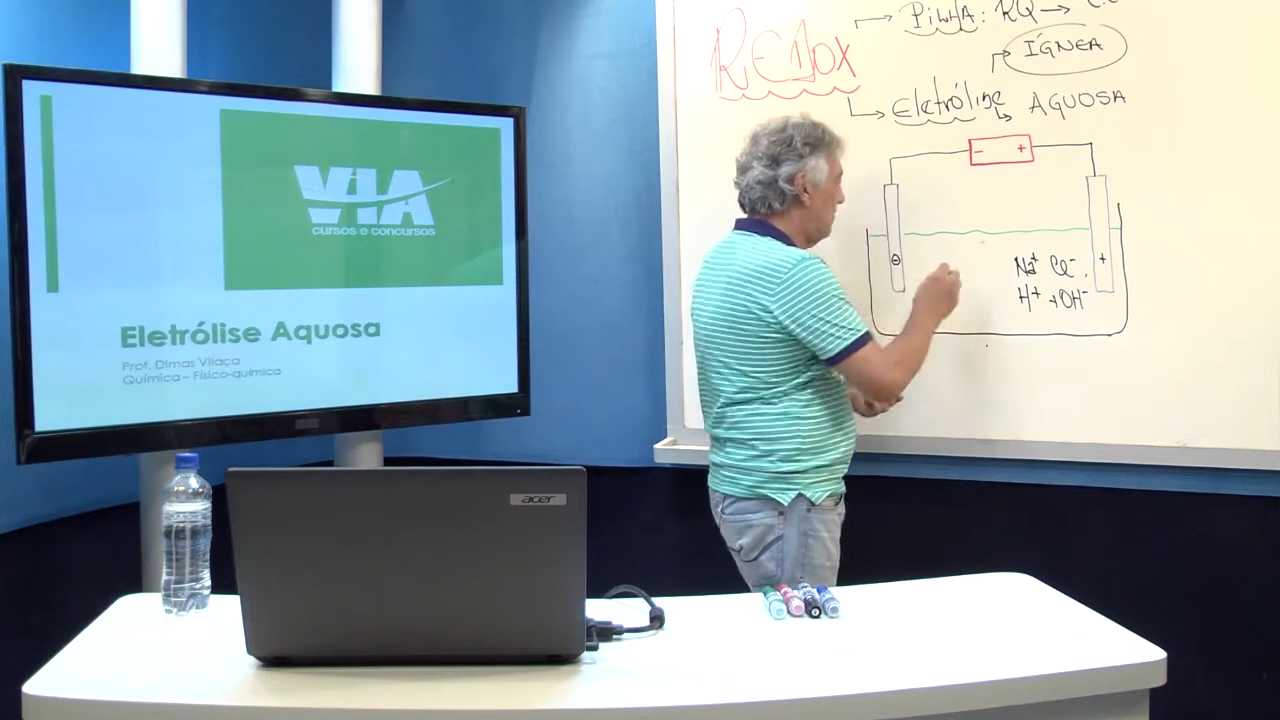 VIA
cursos e concursos
Eletrólise Aquosa
Prof. Dimas Vilaça
Química – Físico-química
acer
REDOX
PILHA: RQ →
ÍGNEA
Eletrólise
AQUOSA
- +
Na+ Cl-
H+ + OH-
⊖
+